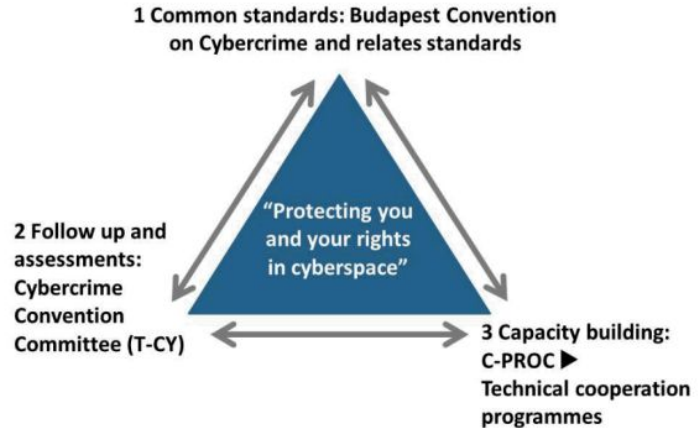 1 Common standards: Budapest Convention
on Cybercrime and relates standards
“Protecting you
and your rights
in cyberspace”
2 Follow up and
assessments:
Cybercrime
Convention
Committee (T-CY)
3 Capacity building:
C-PROC ▶
Technical cooperation
programmes